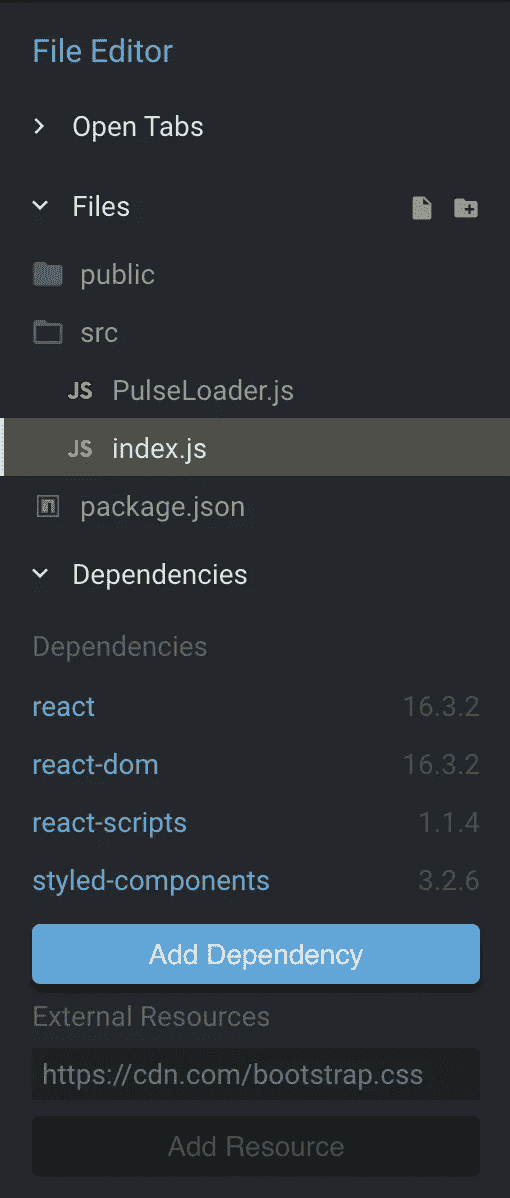 File Editor
Open Tabs
Files
public
src
JS PulseLoader.js
JS index.js
n package.json
Dependencies
Dependencies
react 16.3.2
react-dom 16.3.2
react-scripts 1.1.4
styled-components 3.2.6
Add Dependency
External Resources
https://cdn.com/bootstrap.css
Add Resource